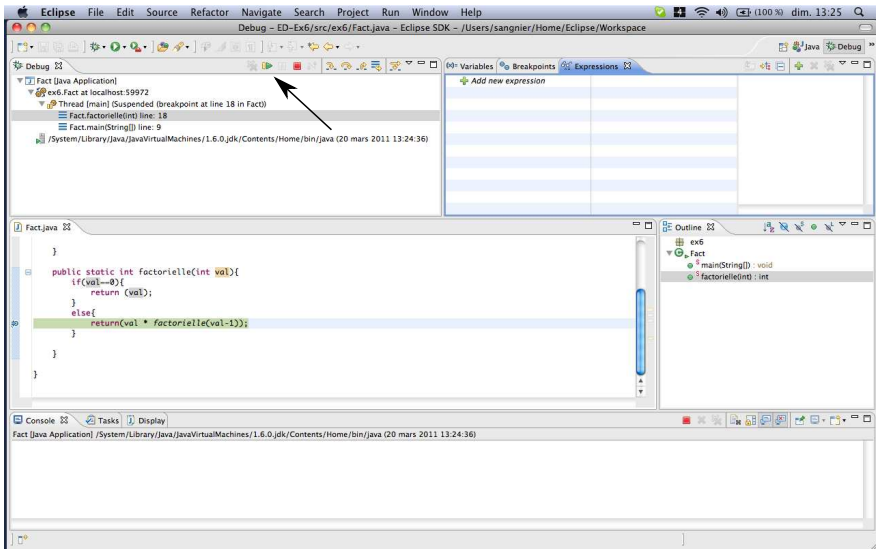 Eclipse File Edit Source Refactor Navigate Search Project Run Window Help (100 %) dim. 13:25
Debug – ED-Ex6/src/ex6/Fact.java – Eclipse SDK – /Users/sangnier/Home/Eclipse/Workspace
Java Debug »
Debug
Fact [Java Application]
ex6.Fact at localhost:59972
Thread [main] (Suspended (breakpoint at line 18 in Fact))
Fact.factorielle(int) line: 18
Fact.main(String[]) line: 9
/System/Library/Java/JavaVirtualMachines/1.6.0.jdk/Contents/Home/bin/java (20 mars 2011 13:24:36)
(x)= Variables Breakpoints Expressions
Add new expression
Fact.java
}
public static int factorielle(int val){
if(val==0){
return (val);
}
else{
return(val * factorielle(val-1));
}
}
}
Outline
ex6
Fact
main(String[]) : void
factorielle(int) : int
Console Tasks Display
Fact [Java Application] /System/Library/Java/JavaVirtualMachines/1.6.0.jdk/Contents/Home/bin/java (20 mars 2011 13:24:36)